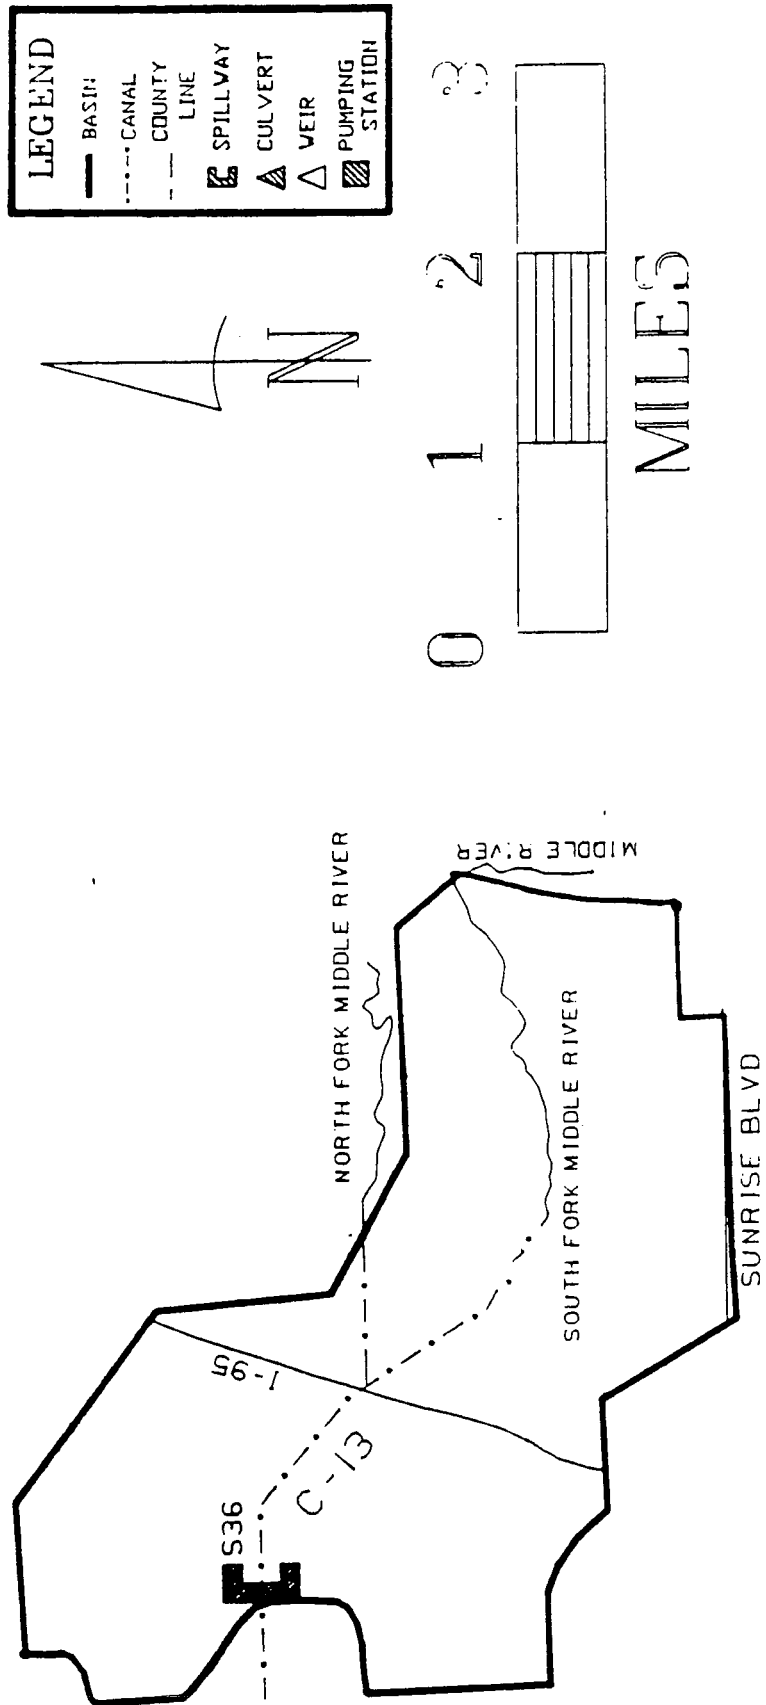 LEGEND
BASIN
CANAL
COUNTY
LINE
SPILLWAY
CULVERT
WEIR
PUMPING
STATION
N
0 1 2 3
MILES
NORTH FORK MIDDLE RIVER
MIDDLE RIVER
SOUTH FORK MIDDLE RIVER
I-95
C-13
S36
SUNRISE BLVD